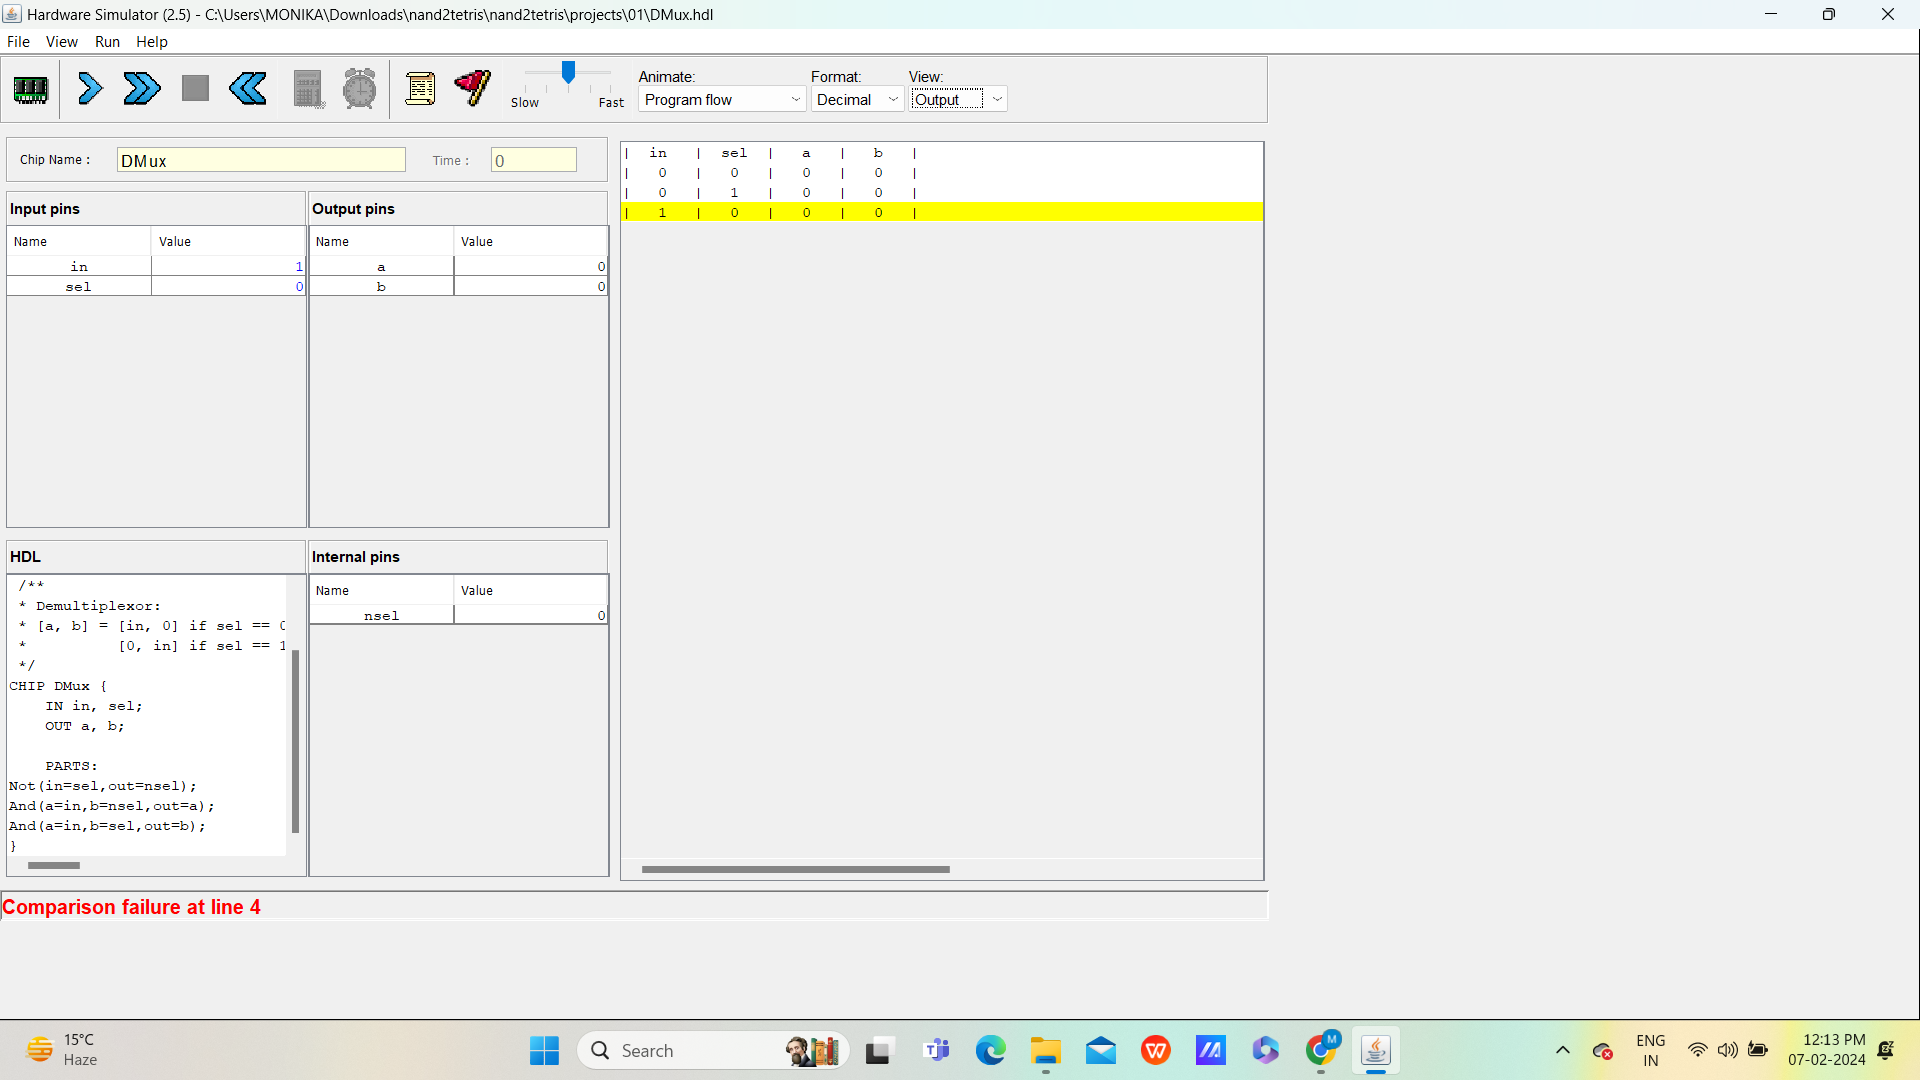 Hardware Simulator (2.5) - C:\Users\MONIKA\Downloads\nand2tetris\nand2tetris\projects\01\DMux.hdl
File View Run Help
Slow Fast
Animate: Format: View:
Program flow Decimal Output
Chip Name : DMux Time : 0
Input pins Output pins
Name Value Name Value
in 1 a 0
sel 0 b 0
| in | sel | a | b |
| 0 | 0 | 0 | 0 |
| 0 | 1 | 0 | 0 |
| 1 | 0 | 0 | 0 |
HDL
/**
* Demultiplexor:
* [a, b] = [in, 0] if sel == 0
* [0, in] if sel == 1
*/
CHIP DMux {
IN in, sel;
OUT a, b;
PARTS:
Not(in=sel,out=nsel);
And(a=in,b=nsel,out=a);
And(a=in,b=sel,out=b);
}
Internal pins
Name Value
nsel 0
Comparison failure at line 4
15°C
Haze
Search
M
ENG
IN
12:13 PM
07-02-2024